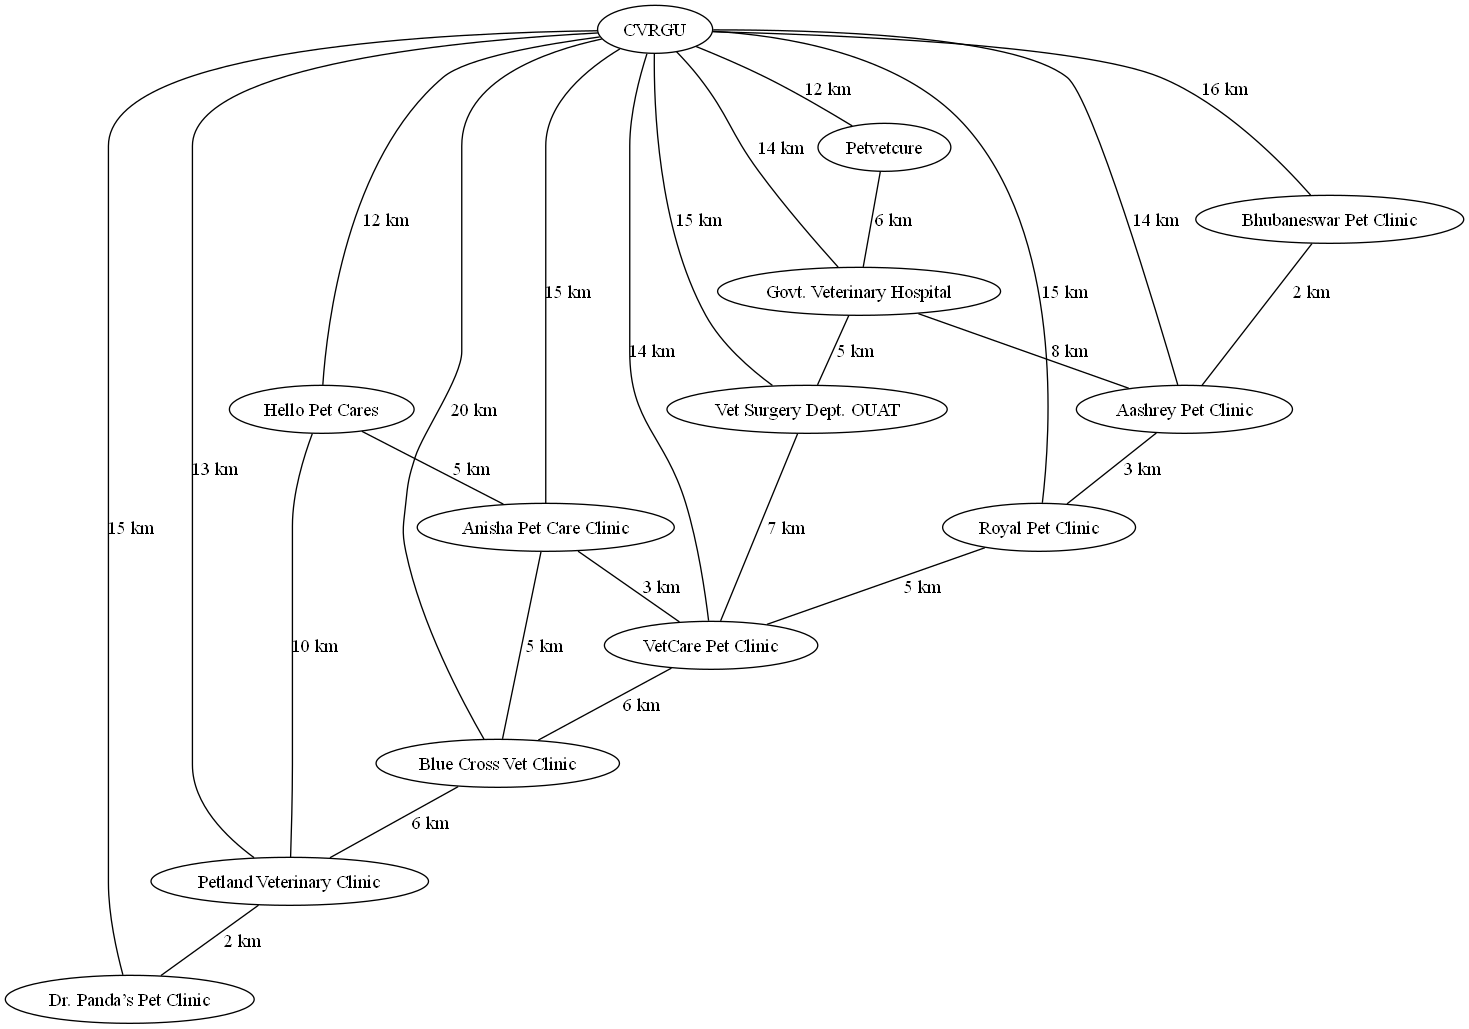 CVRGU
12 km
16 km
Petvetcure
14 km
12 km
15 km
6 km
14 km
Bhubaneswar Pet Clinic
15 km
Govt. Veterinary Hospital
15 km
2 km
14 km
5 km
8 km
Hello Pet Cares
20 km
Vet Surgery Dept. OUAT
Aashrey Pet Clinic
13 km
5 km
3 km
15 km
Anisha Pet Care Clinic
7 km
Royal Pet Clinic
3 km
5 km
10 km
5 km
VetCare Pet Clinic
6 km
Blue Cross Vet Clinic
6 km
Petland Veterinary Clinic
2 km
Dr. Panda's Pet Clinic